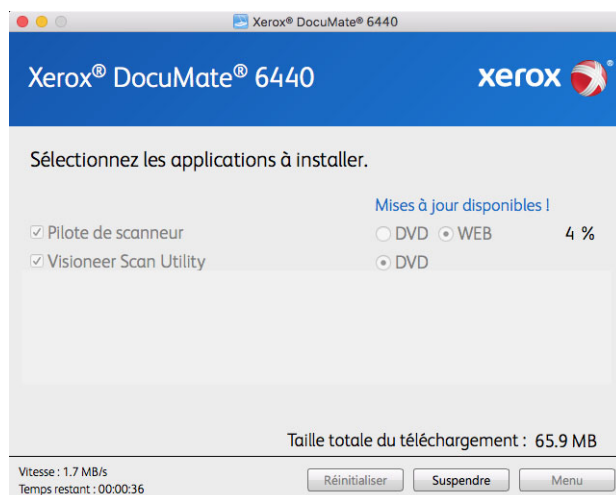 Xerox® DocuMate® 6440
Xerox® DocuMate® 6440
xerox
Sélectionnez les applications à installer.
Mises à jour disponibles !
Pilote de scanneur DVD WEB 4 %
Visioneer Scan Utility DVD
Taille totale du téléchargement : 65.9 MB
Vitesse : 1.7 MB/s
Temps restant : 00:00:36
Réinitialiser Suspendre Menu